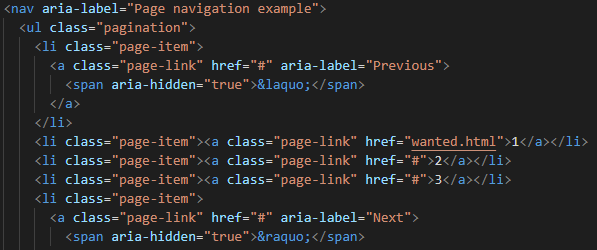 <nav aria-label="Page navigation example">
<ul class="pagination">
<li class="page-item">
<a class="page-link" href="#" aria-label="Previous">
<span aria-hidden="true">&laquo;</span>
</a>
</li>
<li class="page-item"><a class="page-link" href="wanted.html">1</a></li>
<li class="page-item"><a class="page-link" href="#">2</a></li>
<li class="page-item"><a class="page-link" href="#">3</a></li>
<li class="page-item">
<a class="page-link" href="#" aria-label="Next">
<span aria-hidden="true">&raquo;</span>